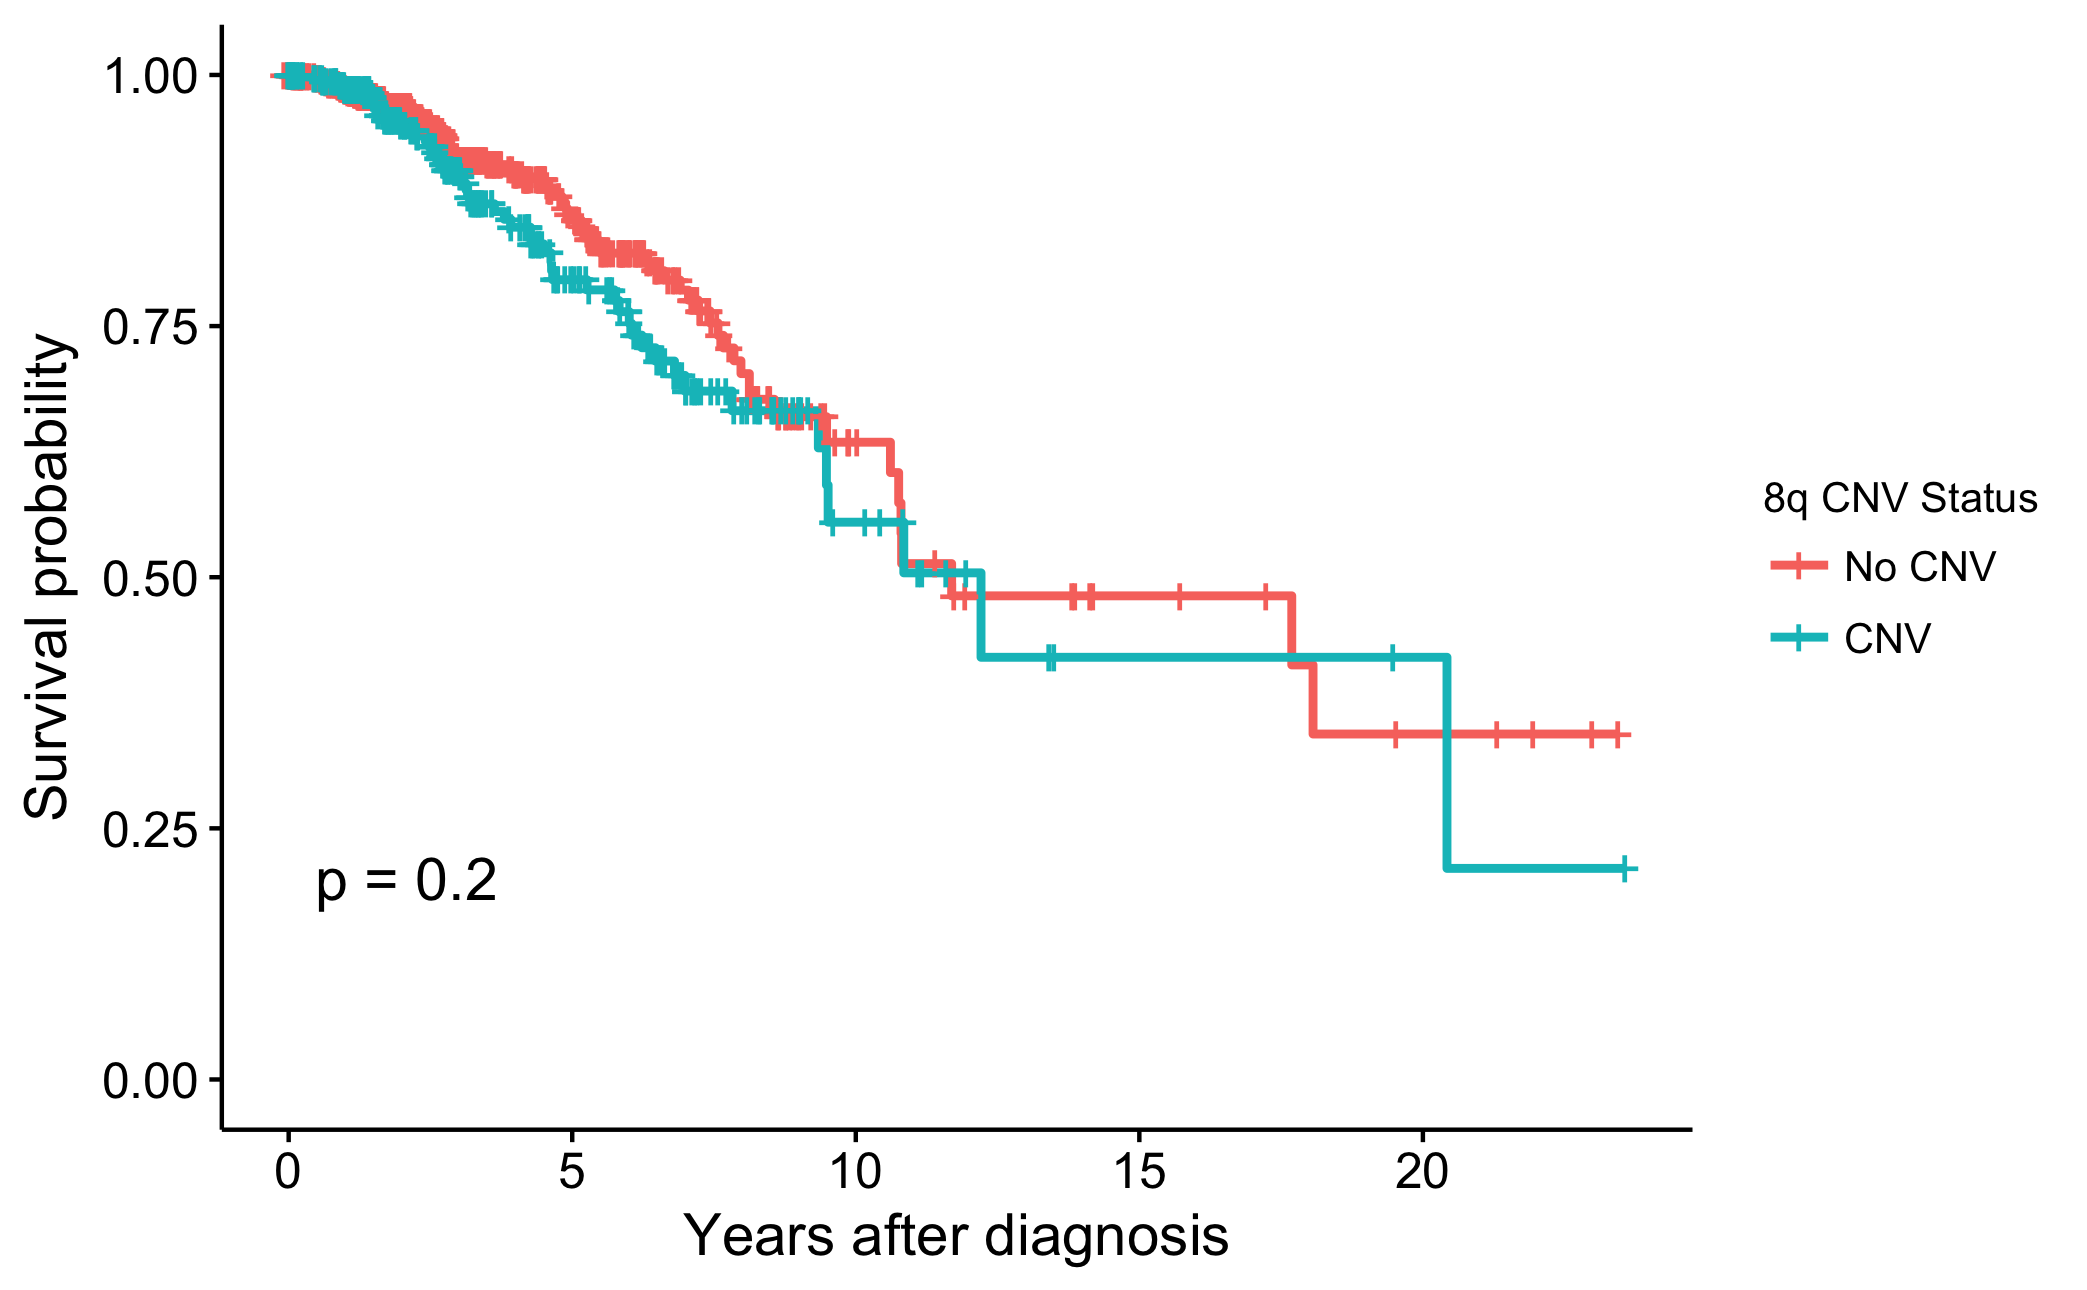 Survival probability
1.00
0.75
0.50
0.25
0.00
p = 0.2
0 5 10 15 20
Years after diagnosis
8q CNV Status
No CNV
CNV